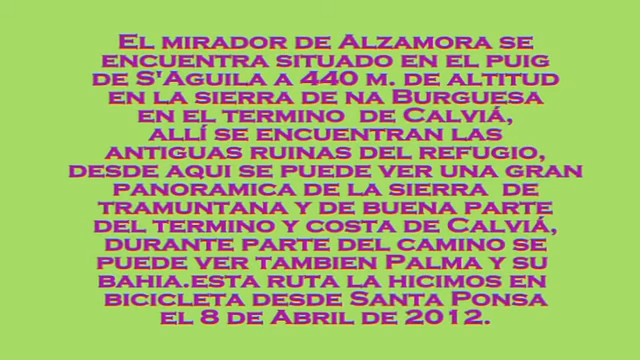 El mirador de Alzamora se
encuentra situado en el puig
de S'Aguila a 440 m. de altitud
en la sierra de na Burguesa
en el termino de Calviá,
allí se encuentran las
antiguas ruinas del refugio,
desde aqui se puede ver una gran
panoramica de la sierra de
tramuntana y de buena parte
del termino y costa de Calviá,
durante parte del camino se
puede ver tambien Palma y su
bahia.esta ruta la hicimos en
bicicleta desde Santa Ponsa
el 8 de Abril de 2012.